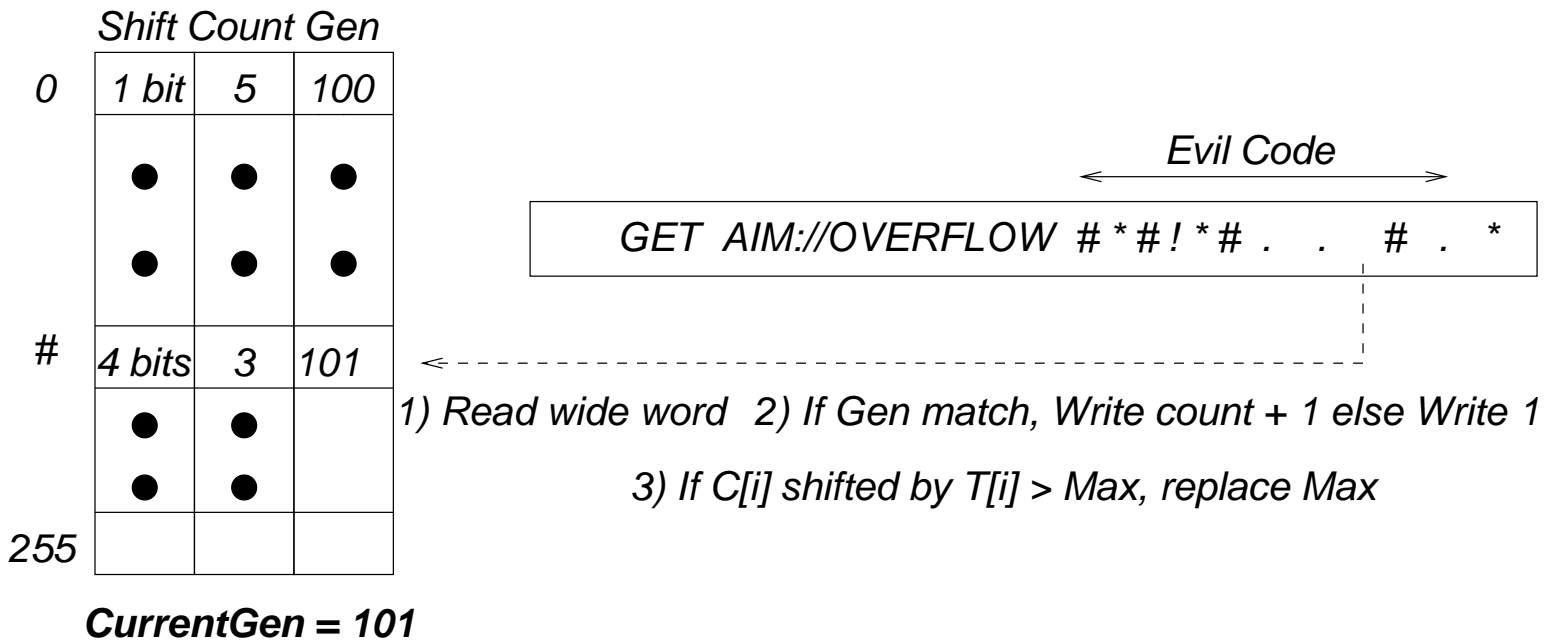 Shift Count Gen
0 1 bit 5 100
Evil Code
GET AIM://OVERFLOW # * # ! * # . . # . *
# 4 bits 3 101
1) Read wide word 2) If Gen match, Write count + 1 else Write 1
3) If C[i] shifted by T[i] > Max, replace Max
255
CurrentGen = 101